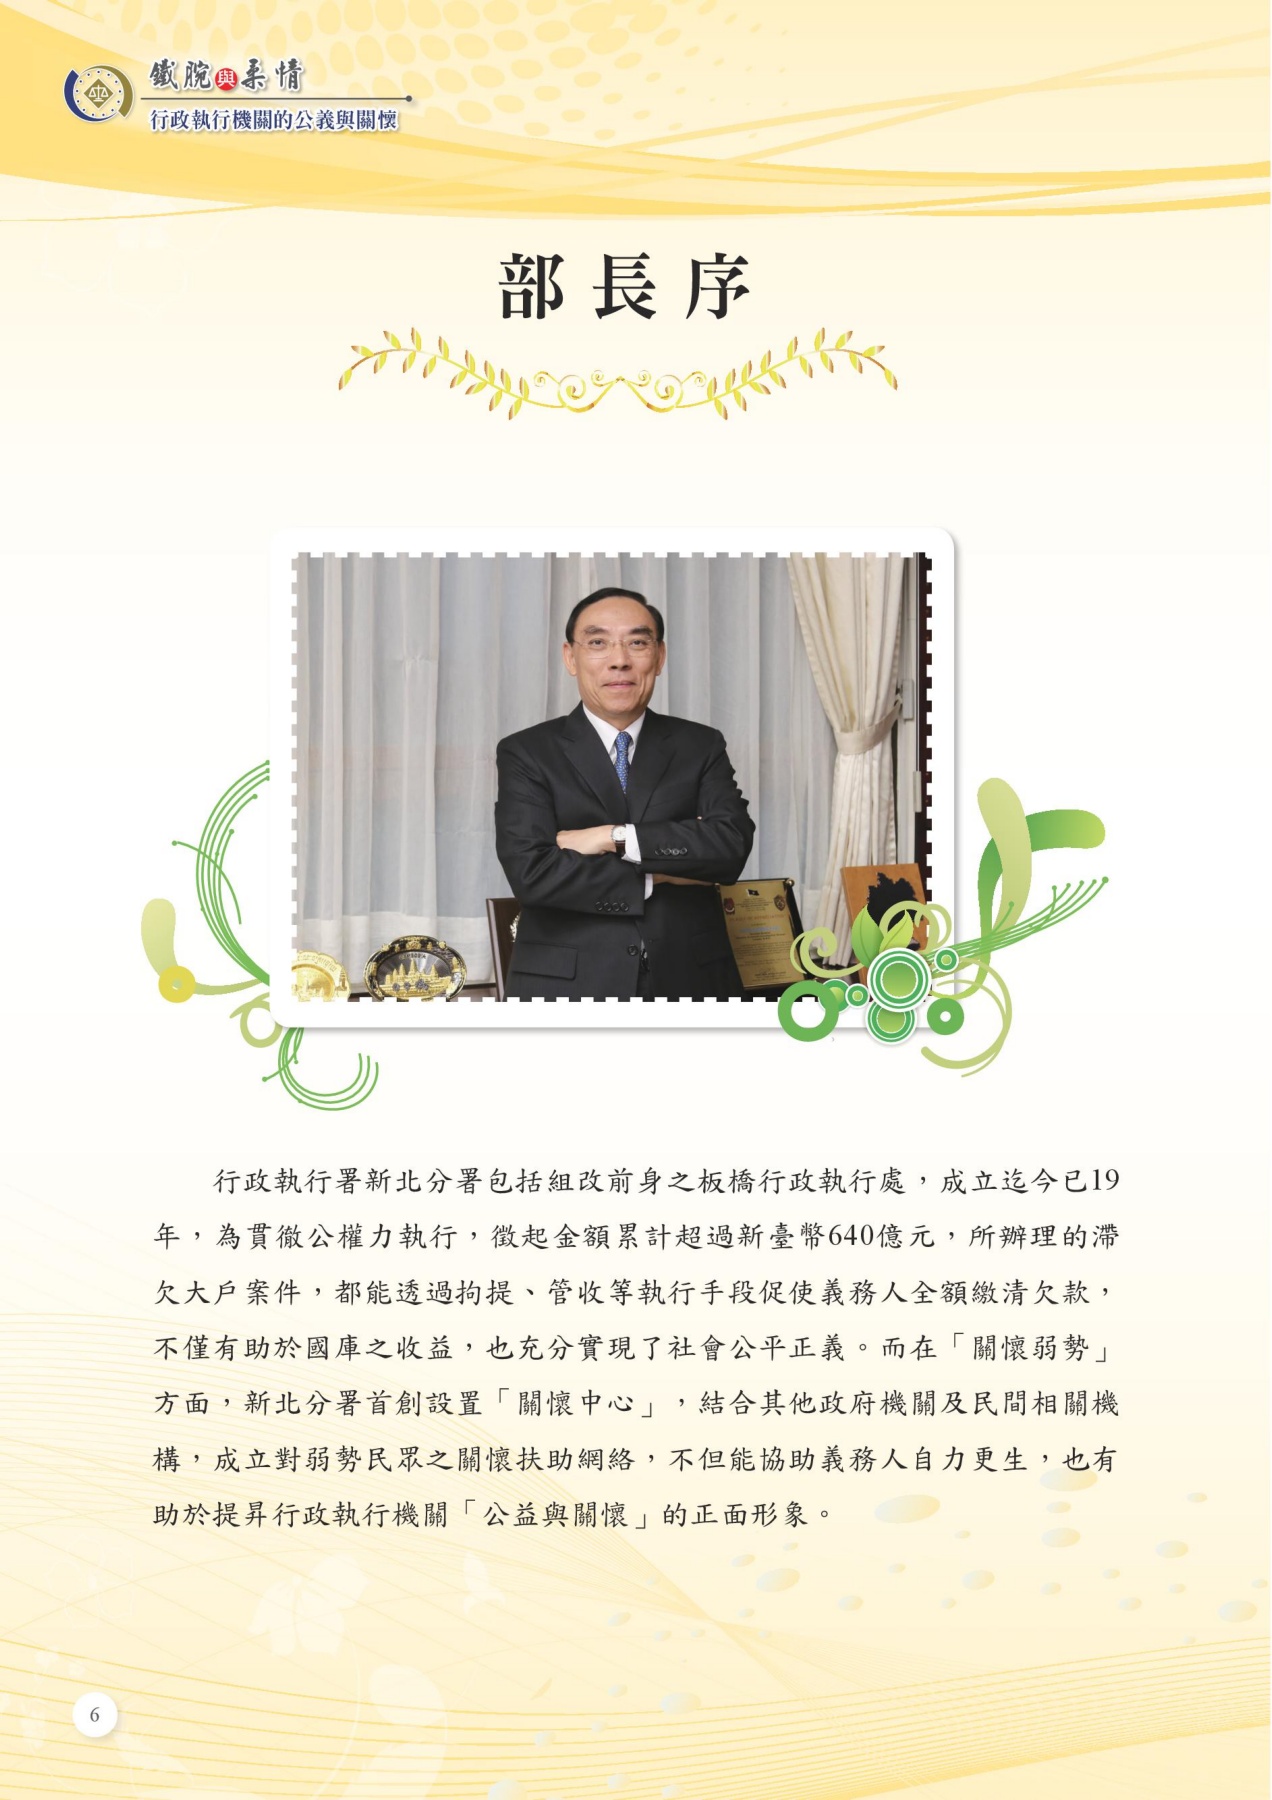 鐵腕與柔情
行政執行機關的公義與關懷
部長序
行政執行署新北分署包括組改前身之板橋行政執行處，成立迄今已19
年，為貫徹公權力執行，徵起金額累計超過新臺幣640億元，所辦理的滯
欠大戶案件，都能透過拘提、管收等執行手段促使義務人全額繳清欠款，
不僅有助於國庫之收益，也充分實現了社會公平正義。而在「關懷弱勢」
方面，新北分署首創設置「關懷中心」，結合其他政府機關及民間相關機
構，成立對弱勢民眾之關懷扶助網絡，不但能協助義務人自力更生，也有
助於提昇行政執行機關「公益與關懷」的正面形象。
6